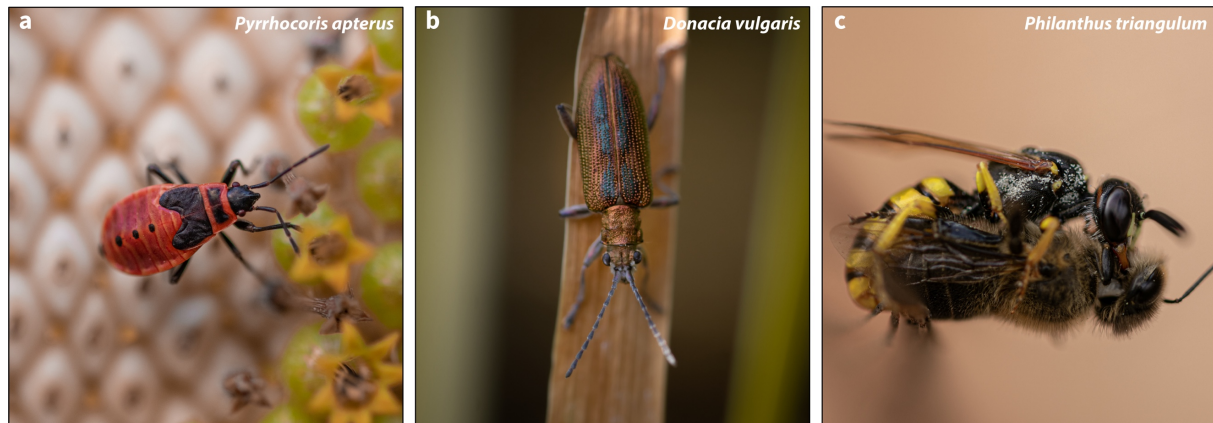 a
Pyrrhocoris apterus
b
Donacia vulgaris
c
Philanthus triangulum